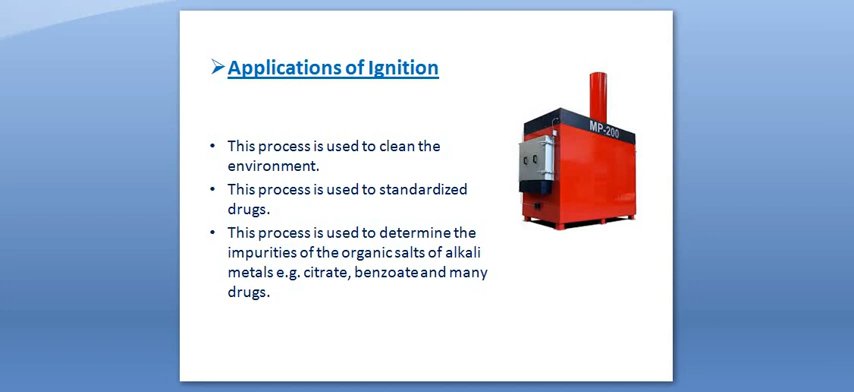 Applications of Ignition
MP-200
• This process is used to clean the
environment.
• This process is used to standardized
drugs.
• This process is used to determine the
impurities of the organic salts of alkali
metals e.g. citrate, benzoate and many
drugs.